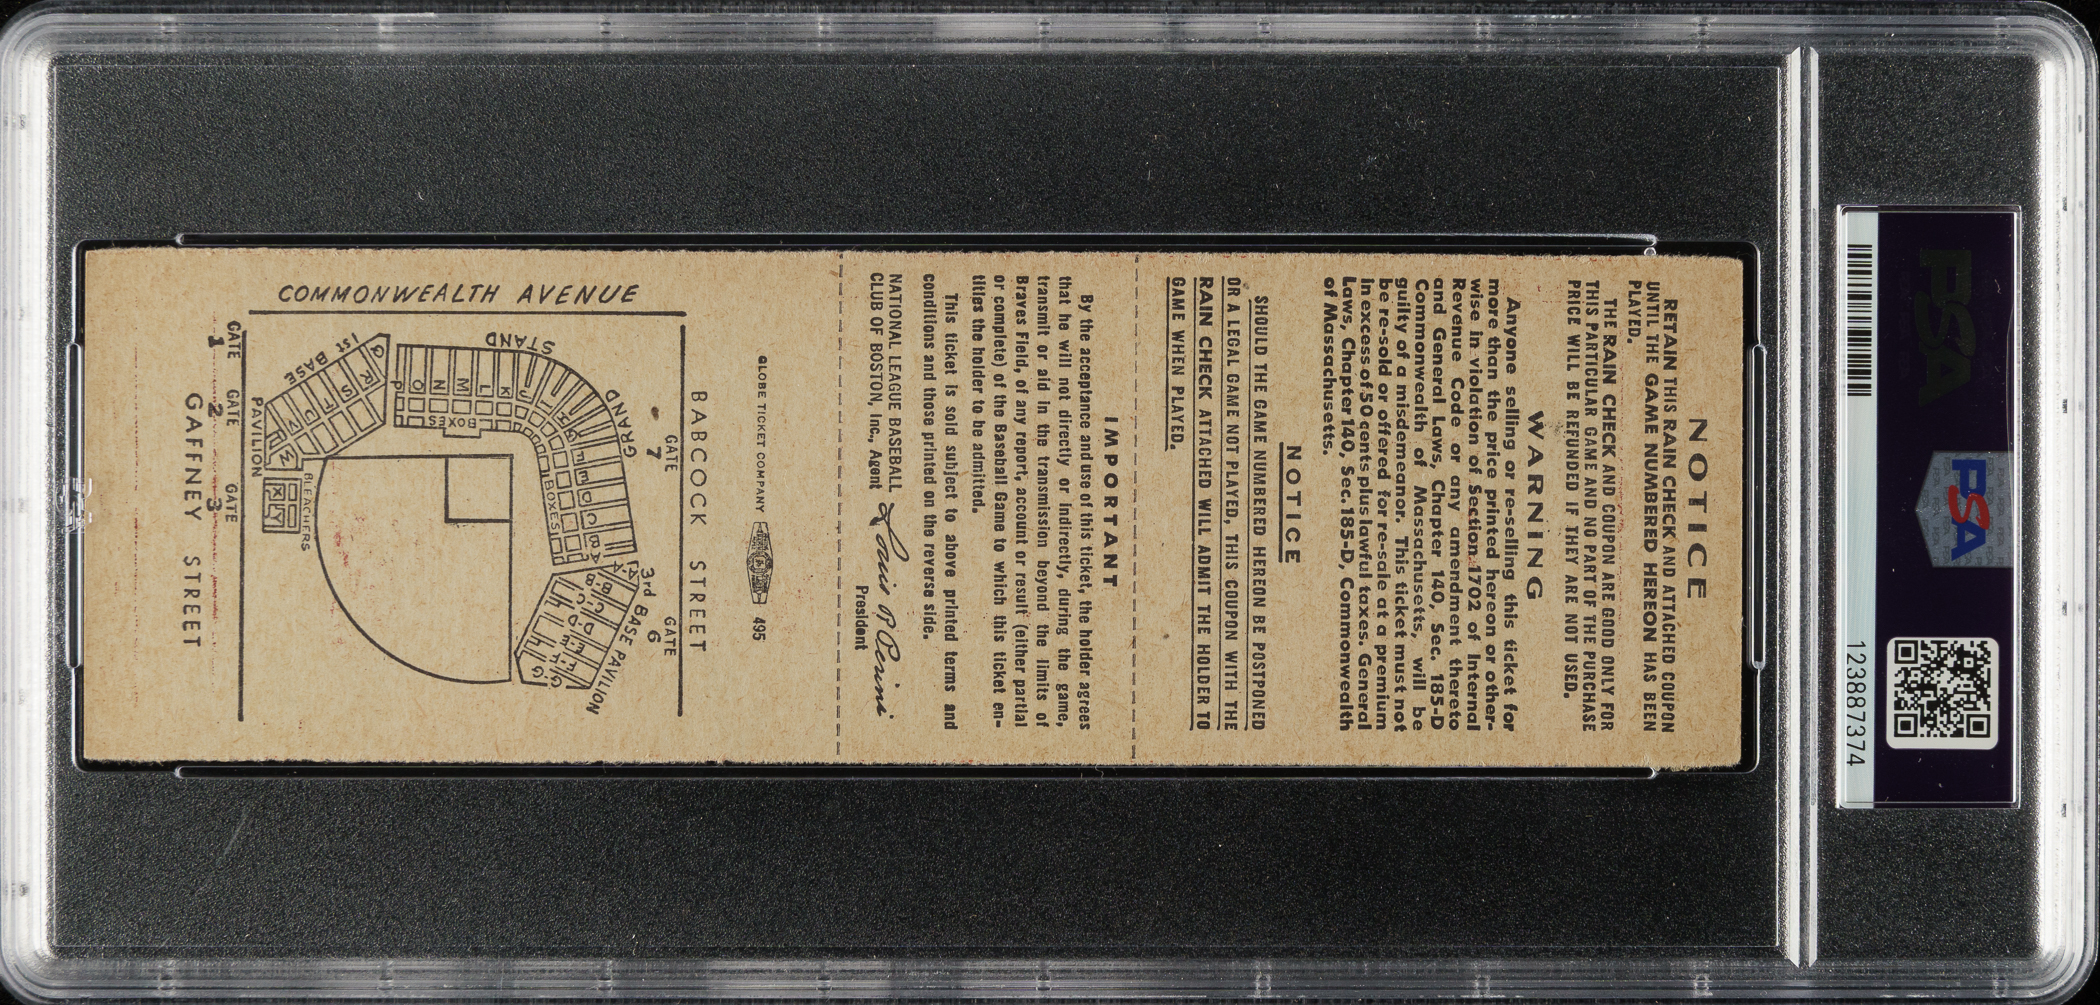 NOTICE
RETAIN THIS RAIN CHECK AND ATTACHED COUPON
UNTIL THE GAME NUMBERED HEREON HAS BEEN
PLAYED.
THE RAIN CHECK AND COUPON ARE GOOD ONLY FOR
THIS PARTICULAR GAME AND NO PART OF THE PURCHASE
PRICE WILL BE REFUNDED IF THEY ARE NOT USED.
WARNING
Anyone selling or re-selling this ticket for
more than the price printed hereon or other-
wise in violation of Section 1702 of Internal
Revenue Code or any amendment thereto
and General Laws, Chapter 140, Sec. 185-D
Commonwealth of Massachusetts, will be
guilty of a misdemeanor. This ticket must not
be re-sold or offered for re-sale at a premium
in excess of 50 cents plus lawful taxes. General
Laws, Chapter 140, Sec. 185-D, Commonwealth
of Massachusetts.
NOTICE
SHOULD THE GAME NUMBERED HEREON BE POSTPONED
OR A LEGAL GAME NOT PLAYED, THIS COUPON WITH THE
RAIN CHECK ATTACHED WILL ADMIT THE HOLDER TO
GAME WHEN PLAYED.
IMPORTANT
By the acceptance and use of this ticket, the holder agrees
that he will not directly or indirectly, during the game,
transmit or aid in the transmission beyond the limits of
Braves Field, of any report, account or result (either partial
or complete) of the Baseball Game to which this ticket en-
titles the holder to be admitted.
This ticket is sold subject to above printed terms and
conditions and those printed on the reverse side.
NATIONAL LEAGUE BASEBALL
CLUB OF BOSTON, Inc., Agent
Louis R Perini
President
GLOBE TICKET COMPANY 495
BABCOCK STREET
GATE 7
GATE 6
COMMONWEALTH AVENUE
GRAND STAND
3rd BASE PAVILION
1st BASE PAVILION
BOXES
BOXES
A B C D E F G H I J K L M N O P
B C D E F G
Q R S T U V W
BLEACHERS
X Y
GATE 1
GATE 2
GATE 3
GAFFNEY STREET
PSA
PSA
123887374